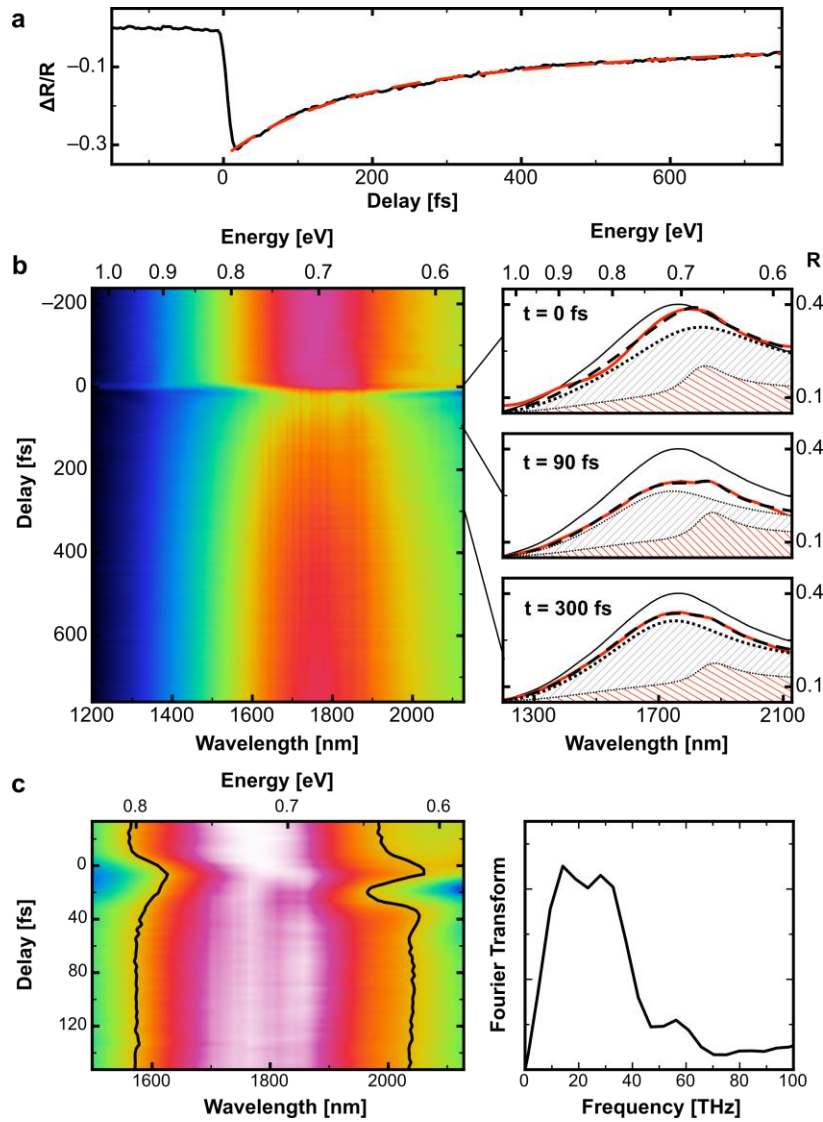 a
ΔR/R
−0.1
−0.3
0 200 400 600
Delay [fs]
Energy [eV] Energy [eV]
b
1.0 0.9 0.8 0.7 0.6
1.0 0.9 0.8 0.7 0.6
R
−200
0
200
400
600
Delay [fs]
1200 1400 1600 1800 2000
Wavelength [nm]
t = 0 fs
0.4
0.1
t = 90 fs
0.4
0.1
t = 300 fs
0.4
0.1
1300 1700 2100
Wavelength [nm]
c
Energy [eV]
0.8 0.7 0.6
0
40
80
120
Delay [fs]
1600 1800 2000
Wavelength [nm]
Fourier Transform
0 20 40 60 80 100
Frequency [THz]